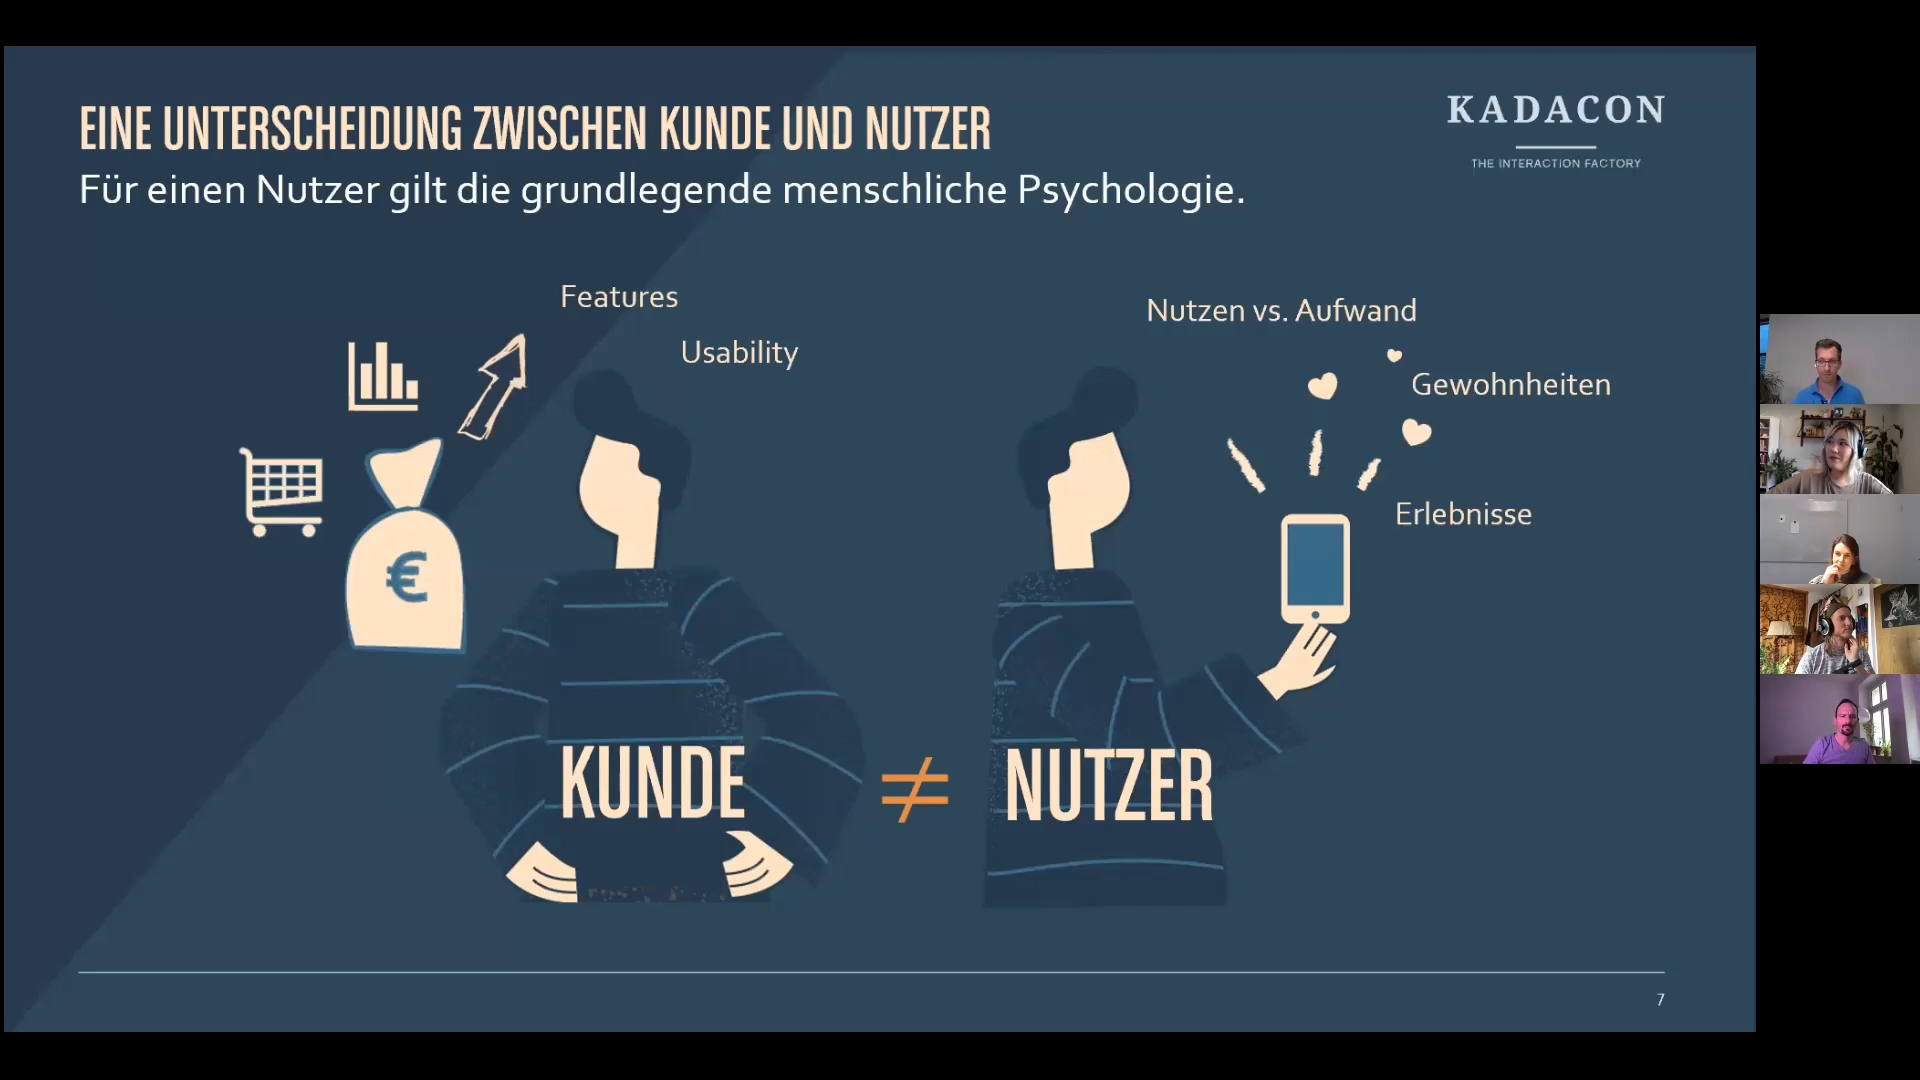 EINE UNTERSCHEIDUNG ZWISCHEN KUNDE UND NUTZER
Für einen Nutzer gilt die grundlegende menschliche Psychologie.
KADACON
THE INTERACTION FACTORY
Features
Usability
Nutzen vs. Aufwand
Gewohnheiten
Erlebnisse
€
KUNDE ≠ NUTZER
7